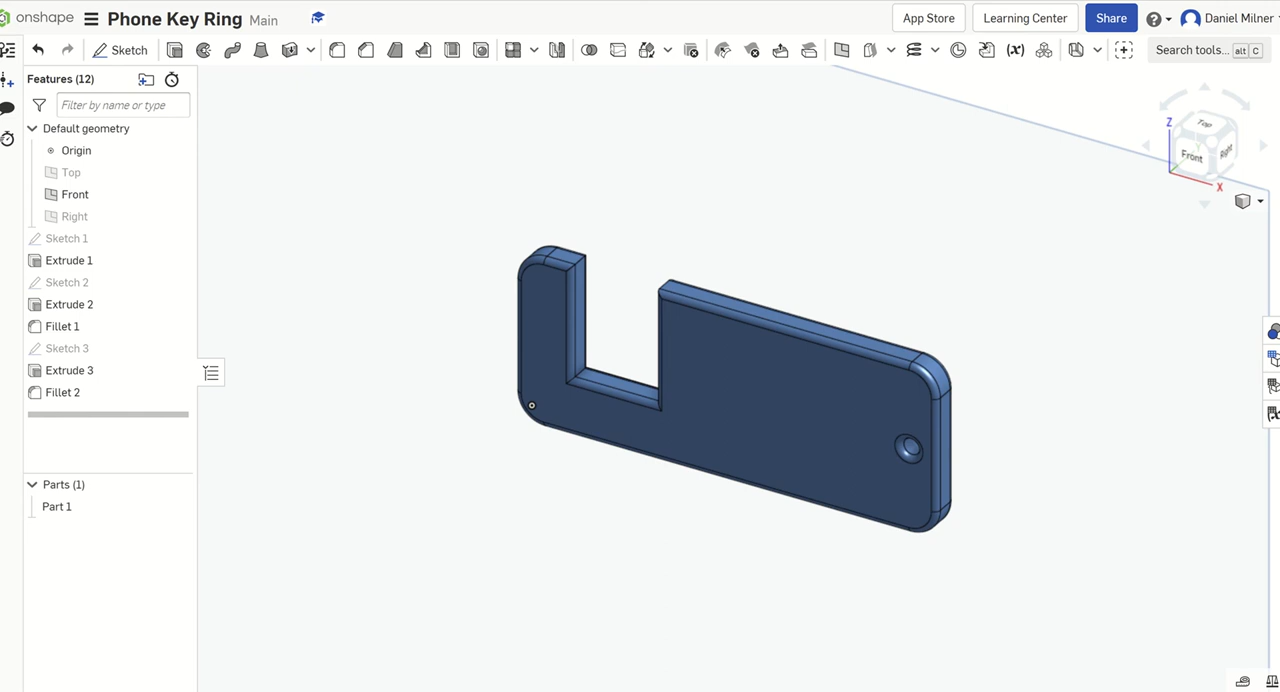 onshape Phone Key Ring Main
App Store
Learning Center
Share
Daniel Milner
Sketch
Search tools... alt C
Features (12)
Filter by name or type
Default geometry
Origin
Top
Front
Right
Sketch 1
Extrude 1
Sketch 2
Extrude 2
Fillet 1
Sketch 3
Extrude 3
Fillet 2
Parts (1)
Part 1
Z
Top
Front
Right
X
(x)